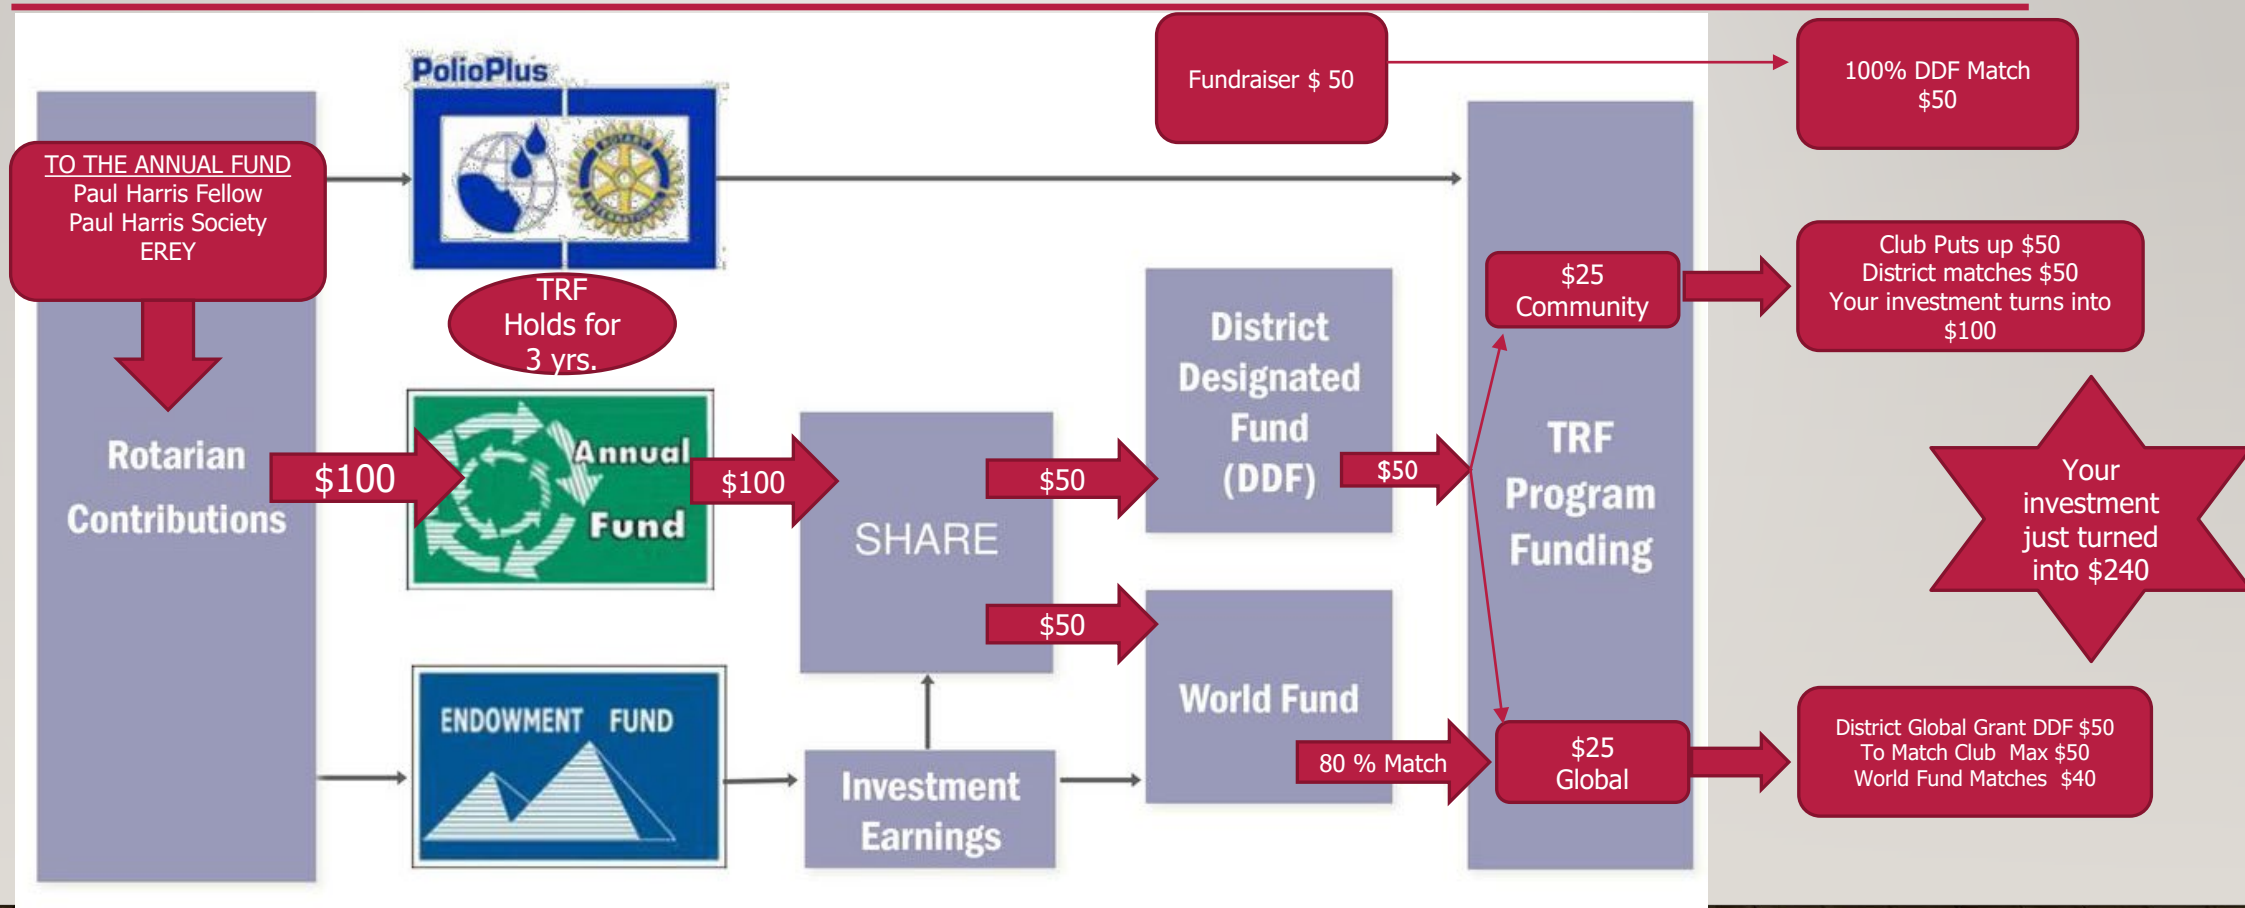 Fundraiser $ 50
100% DDF Match
$50
PolioPlus
TO THE ANNUAL FUND
Paul Harris Fellow
Paul Harris Society
EREY
ROTARY
INTERNATIONAL
TRF
Holds for
3 yrs.
$25
Community
Club Puts up $50
District matches $50
Your investment turns into
$100
District
Designated
Fund
(DDF)
Rotarian
Contributions
$100
Annual
Fund
$100
SHARE
$50
$50
TRF
Program
Funding
Your
investment
just turned
into $240
$50
World Fund
ENDOWMENT FUND
Investment
Earnings
80 % Match
$25
Global
District Global Grant DDF $50
To Match Club Max $50
World Fund Matches $40